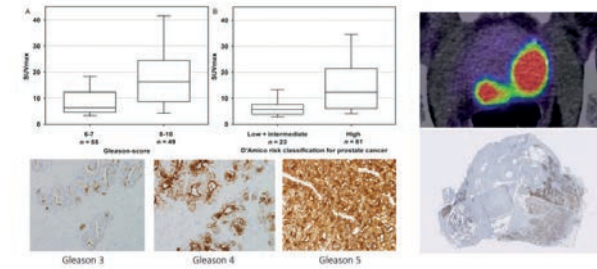 A
B
SUVmax
40
30
20
10
0
6-7
n = 55
8-10
n = 49
Gleason-score
SUVmax
40
30
20
10
0
Low + intermediate
n = 23
High
n = 81
D'Amico risk classification for prostate cancer
Gleason 3
Gleason 4
Gleason 5